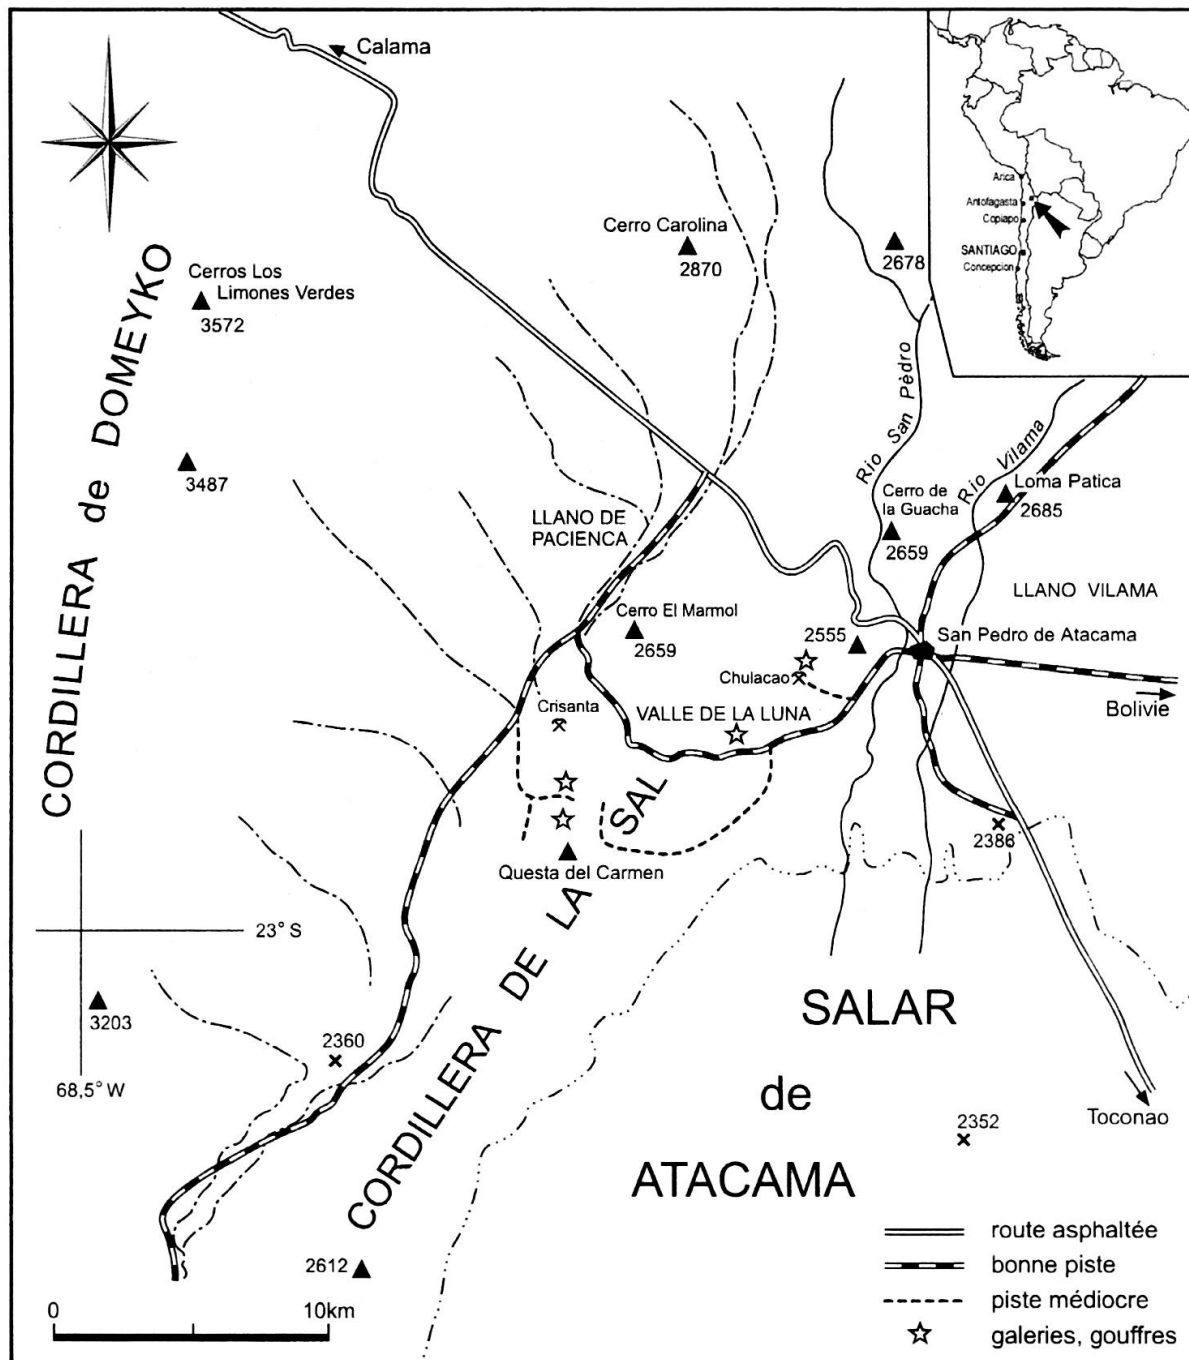 Calama
Arica
Antofagasta
Copiapo
SANTIAGO
Concepcion
Cerro Carolina
2870
2678
Cerros Los
Limones Verdes
3572
CORDILLERA de DOMEYKO
3487
Rio San Pèdro
Rio Vilama
Cerro de
la Guacha
2659
Loma Patica
2685
LLANO DE
PACIENCA
LLANO VILAMA
Cerro El Marmol
2659
2555
San Pedro de Atacama
Chulacao
Bolivie
Crisanta
VALLE DE LA LUNA
2386
Questa del Carmen
CORDILLERA DE LA SAL
23° S
3203
68,5° W
2360
SALAR
de
ATACAMA
Toconao
2352
2612
0 10km
route asphaltée
bonne piste
piste médiocre
galeries, gouffres